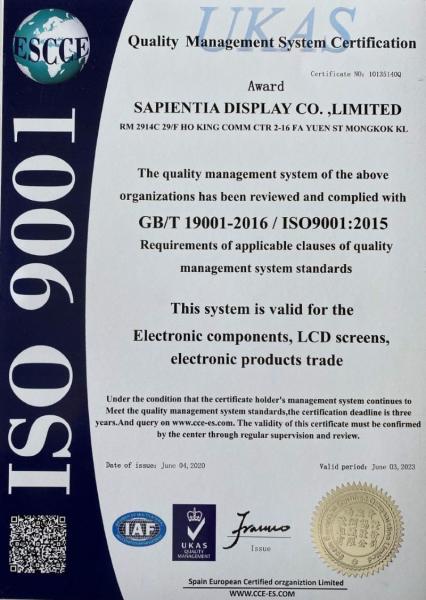 ESCCE
UKAS
Quality Management System Certification
Certificate NO: 10135140Q
Award
SAPIENTIA DISPLAY CO. ,LIMITED
RM 2914C 29/F HO KING COMM CTR 2-16 FA YUEN ST MONGKOK KL
The quality management system of the above
organizations has been reviewed and complied with
GB/T 19001-2016 / ISO9001:2015
Requirements of applicable clauses of quality
management system standards
This system is valid for the
Electronic components, LCD screens,
electronic products trade
Under the condition that the certificate holder's management system continues to
Meet the quality management system standards,the certification deadline is three
years.And query on www.cce-es.com. The validity of this certificate must be confirmed
by the center through regular supervision and review.
Date of issue: June 04,2020
Valid period: June 03,2023
ISO 9001
IAF
UKAS
QUALITY
MANAGEMENT
Issue
Spain European Certified orzganiztion Limited
WWW.CCE-ES.COM